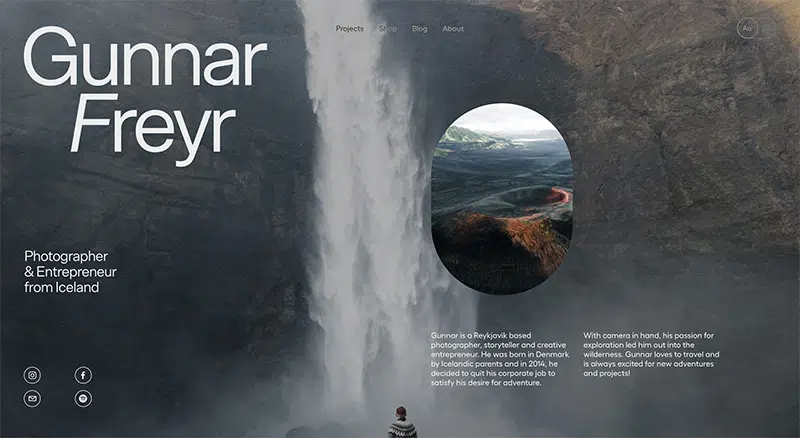 Gunnar
Freyr
Projects
Shop
Blog
About
Aa
Photographer
& Entrepreneur
from Iceland
Gunnar is a Reykjavik based
photographer, storyteller and creative
entrepreneur. He was born in Denmark
by Icelandic parents and in 2014, he
decided to quit his corporate job to
satisfy his desire for adventure.
With camera in hand, his passion for
exploration led him out into the
wilderness. Gunnar loves to travel and
is always excited for new adventures
and projects!